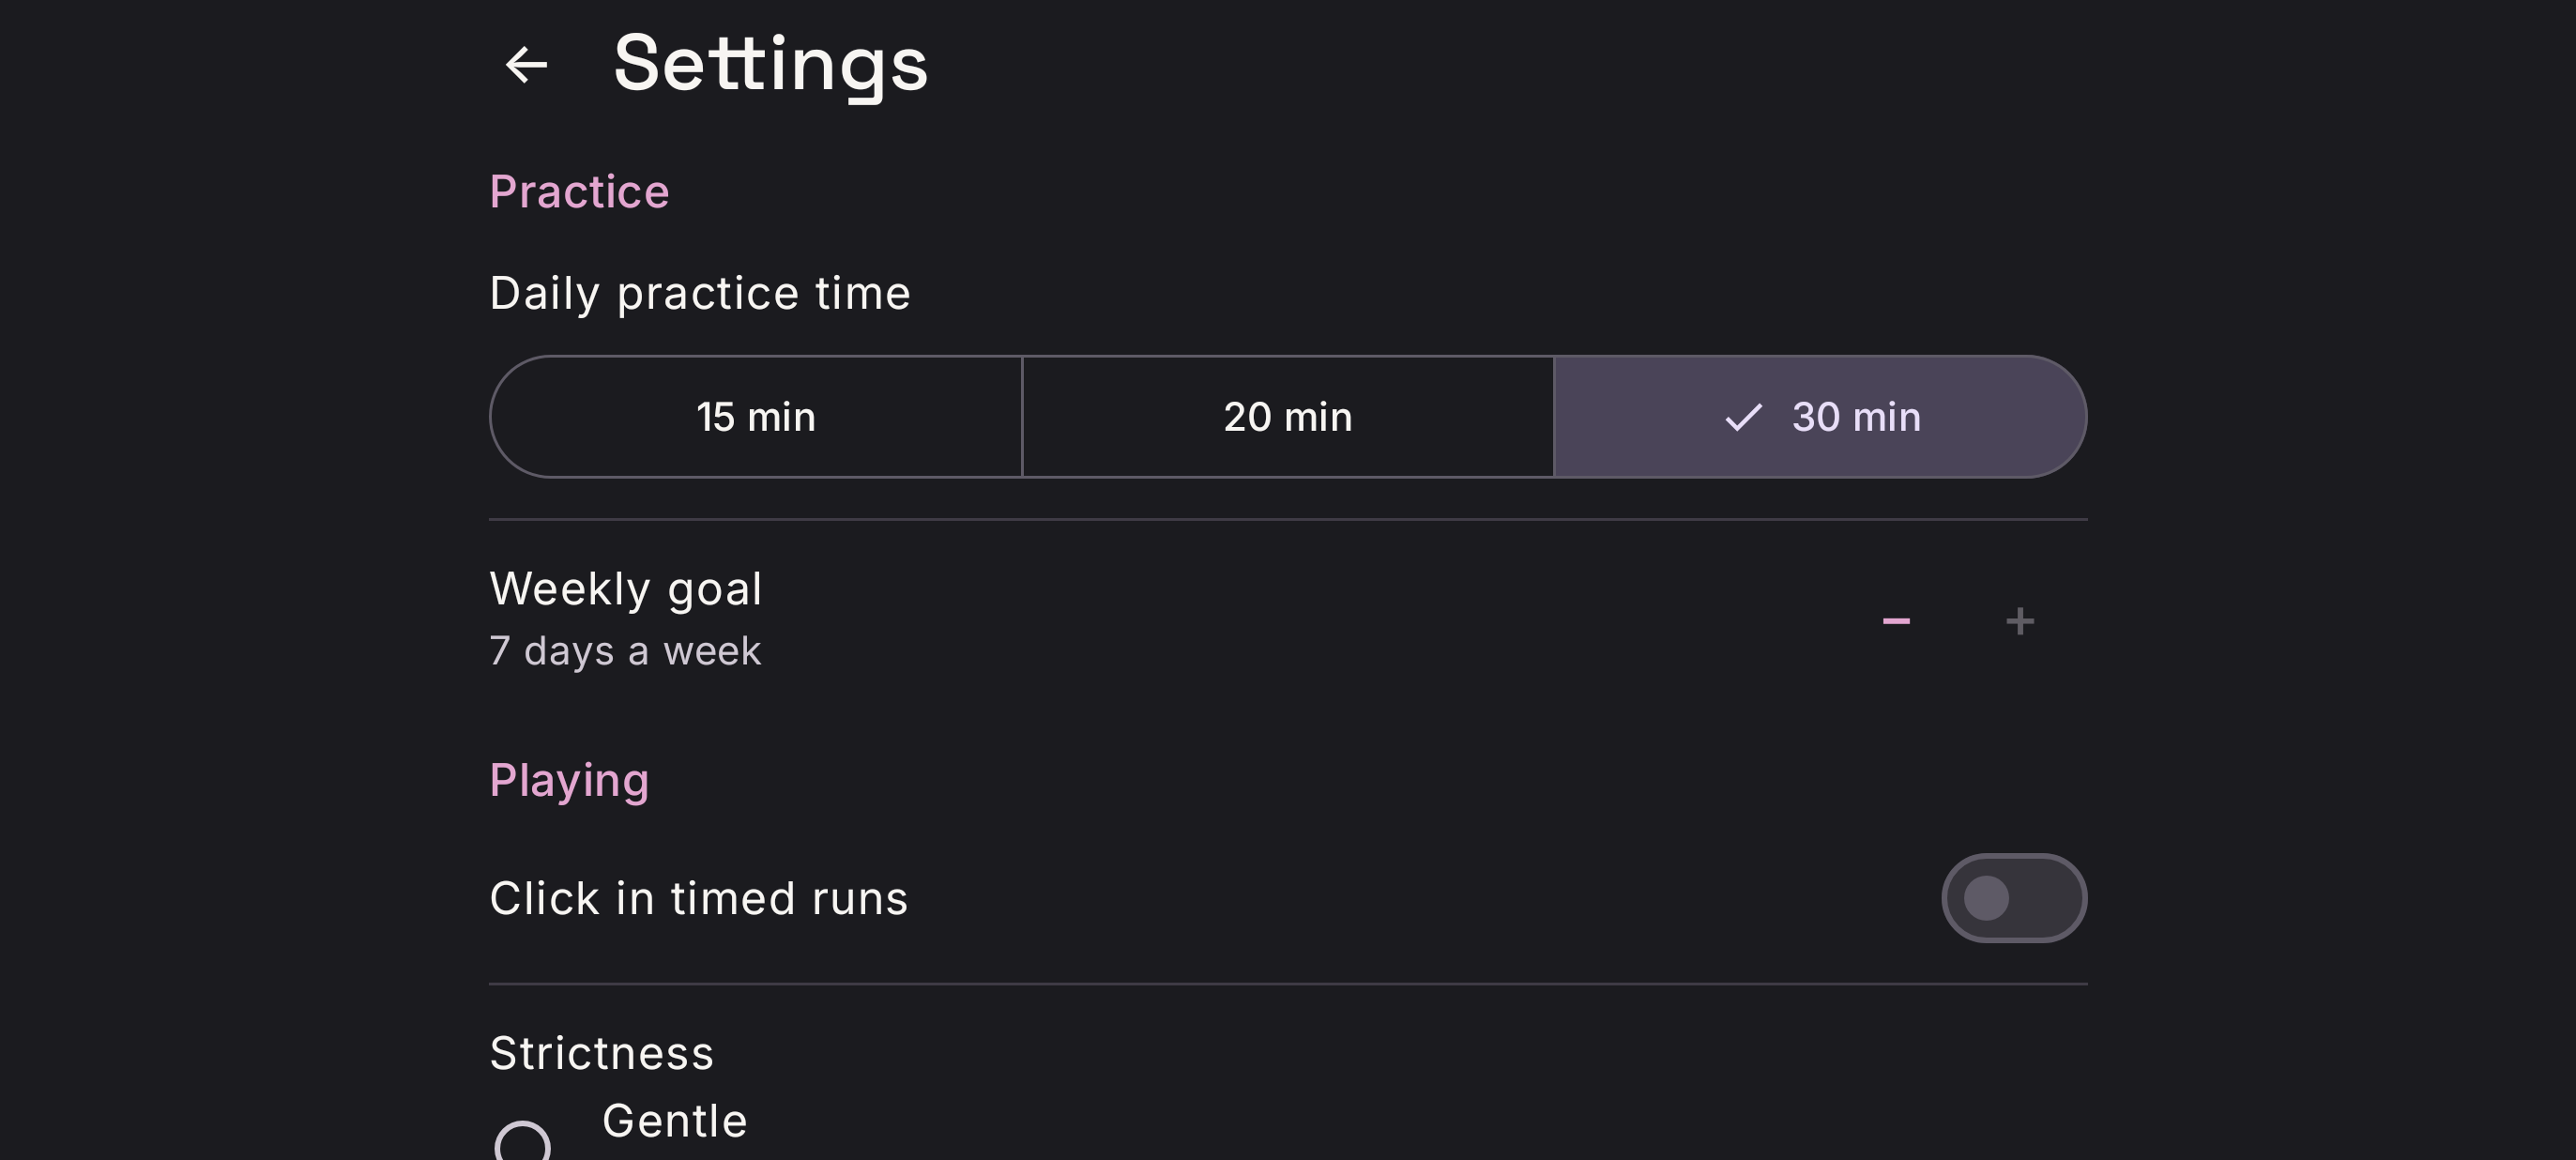 Settings
Practice
Daily practice time
15 min
20 min
30 min
Weekly goal
7 days a week
Playing
Click in timed runs
Strictness
Gentle